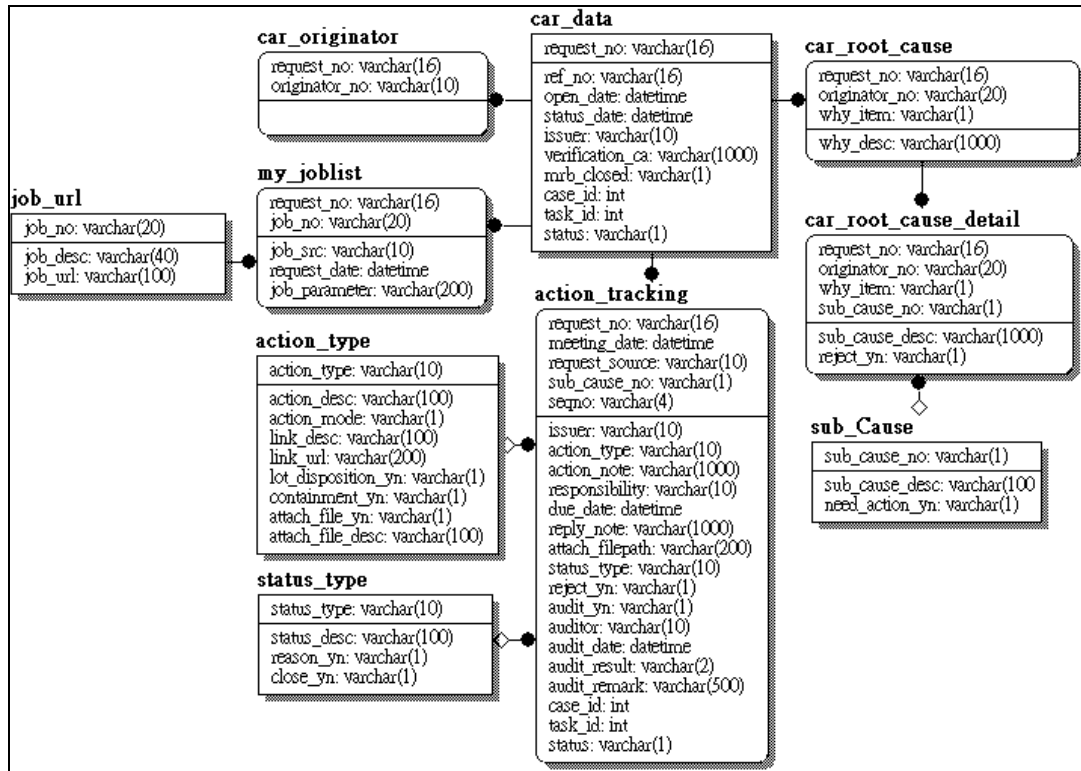 car_data
request_no: varchar(16)
ref_no: varchar(16)
open_date: datetime
status_date: datetime
issuer: varchar(10)
verification_ca: varchar(1000)
mrb_closed: varchar(1)
case_id: int
task_id: int
status: varchar(1)
car_originator
request_no: varchar(16)
originator_no: varchar(10)
car_root_cause
request_no: varchar(16)
originator_no: varchar(20)
why_item: varchar(1)
why_desc: varchar(1000)
my_joblist
request_no: varchar(16)
job_no: varchar(20)
job_src: varchar(10)
request_date: datetime
job_parameter: varchar(200)
job_url
job_no: varchar(20)
job_desc: varchar(40)
job_url: varchar(100)
car_root_cause_detail
request_no: varchar(16)
originator_no: varchar(20)
why_item: varchar(1)
sub_cause_no: varchar(1)
sub_cause_desc: varchar(1000)
reject_yn: varchar(1)
action_tracking
request_no: varchar(16)
meeting_date: datetime
request_source: varchar(10)
sub_cause_no: varchar(1)
seqno: varchar(4)
issuer: varchar(10)
action_type: varchar(10)
action_note: varchar(1000)
responsibility: varchar(10)
due_date: datetime
reply_note: varchar(1000)
attach_filepath: varchar(200)
status_type: varchar(10)
reject_yn: varchar(1)
audit_yn: varchar(1)
auditor: varchar(10)
audit_date: datetime
audit_result: varchar(2)
audit_remark: varchar(500)
case_id: int
task_id: int
status: varchar(1)
action_type
action_type: varchar(10)
action_desc: varchar(100)
action_mode: varchar(1)
link_desc: varchar(100)
link_url: varchar(200)
lot_disposition_yn: varchar(1)
containment_yn: varchar(1)
attach_file_yn: varchar(1)
attach_file_desc: varchar(100)
sub_Cause
sub_cause_no: varchar(1)
sub_cause_desc: varchar(100
need_action_yn: varchar(1)
status_type
status_type: varchar(10)
status_desc: varchar(100)
reason_yn: varchar(1)
close_yn: varchar(1)